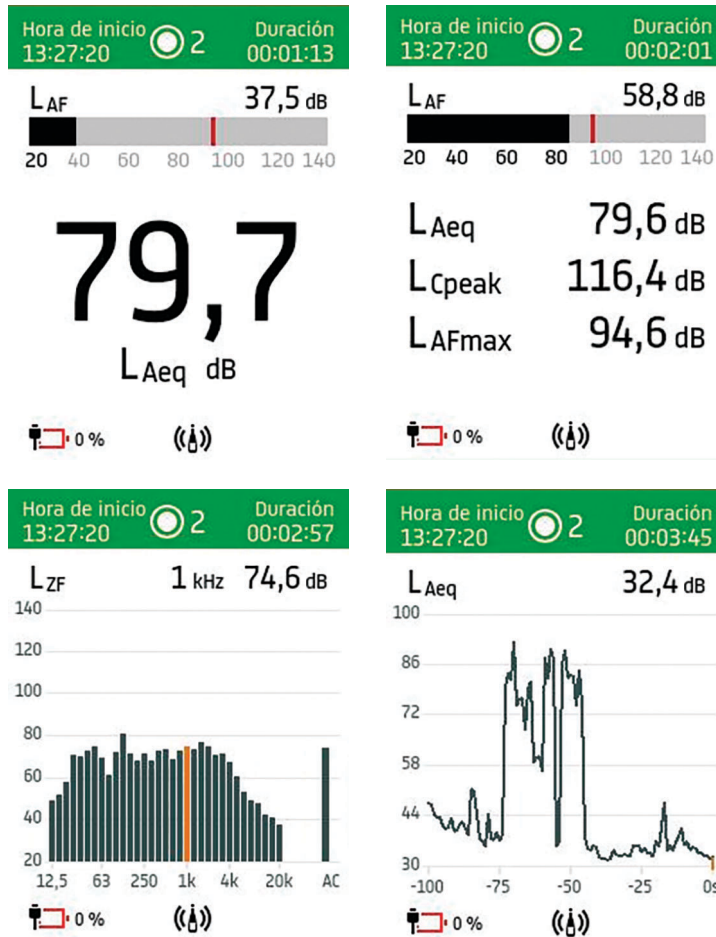 Hora de inicio 2 Duración
13:27:20 00:01:13
LAF 37,5 dB
20 40 60 80 100 120 140
79,7
LAeq dB
0 %
Hora de inicio 2 Duración
13:27:20 00:02:01
LAF 58,8 dB
20 40 60 80 100 120 140
LAeq 79,6 dB
LCpeak 116,4 dB
LAFmax 94,6 dB
0 %
Hora de inicio 2 Duración
13:27:20 00:02:57
LZF 1 kHz 74,6 dB
140
120
100
80
60
40
20
12,5 63 250 1k 4k 20k AC
0 %
Hora de inicio 2 Duración
13:27:20 00:03:45
LAeq 32,4 dB
100
86
72
58
44
30
-100 -75 -50 -25 0s
0 %